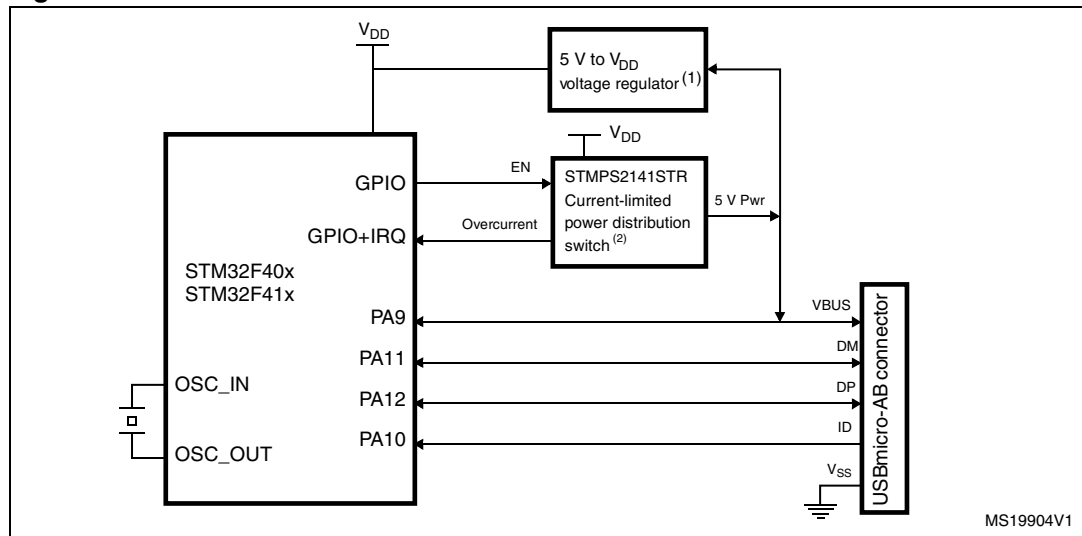 V_DD
5 V to V_DD
voltage regulator (1)
V_DD
GPIO
EN
STMPS2141STR
Current-limited
power distribution
switch (2)
5 V Pwr
GPIO+IRQ
Overcurrent
STM32F40x
STM32F41x
PA9
VBUS
PA11
DM
OSC_IN
PA12
DP
PA10
ID
OSC_OUT
V_SS
USBmicro-AB connector
MS19904V1